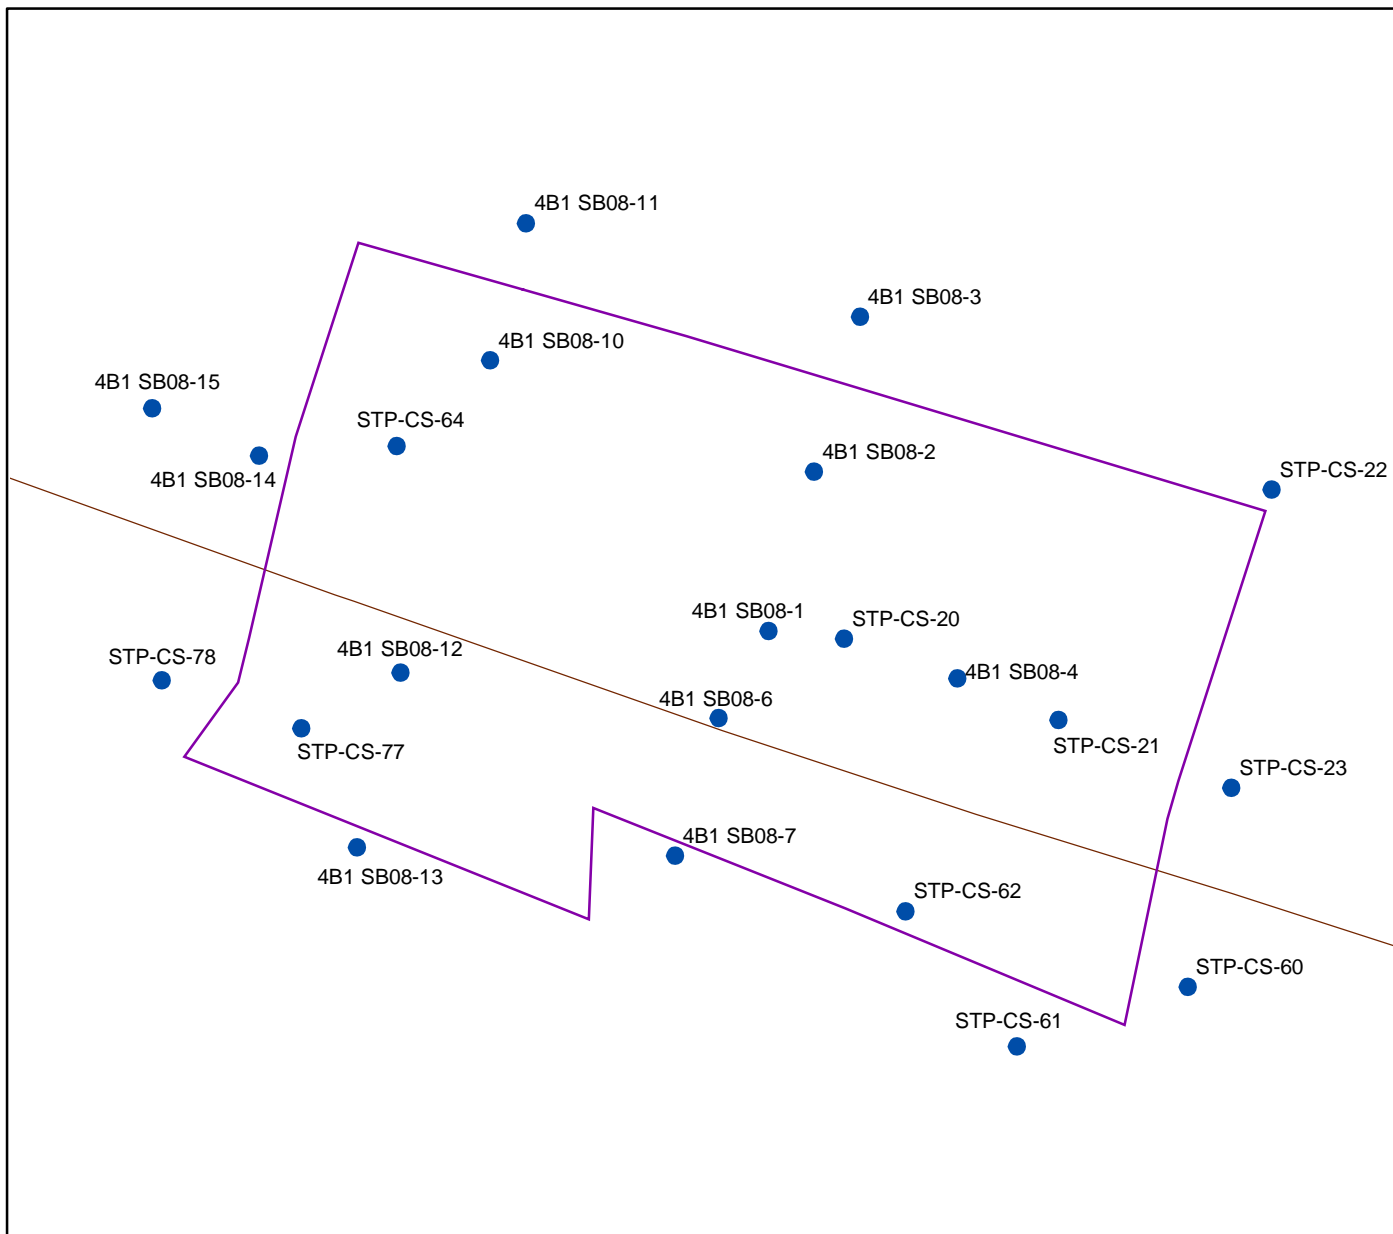 4B1 SB08-11
4B1 SB08-3
4B1 SB08-10
4B1 SB08-15
STP-CS-64
4B1 SB08-2
STP-CS-22
4B1 SB08-14
4B1 SB08-1
STP-CS-20
STP-CS-78
4B1 SB08-12
4B1 SB08-4
4B1 SB08-6
STP-CS-77
STP-CS-21
STP-CS-23
4B1 SB08-7
4B1 SB08-13
STP-CS-62
STP-CS-60
STP-CS-61